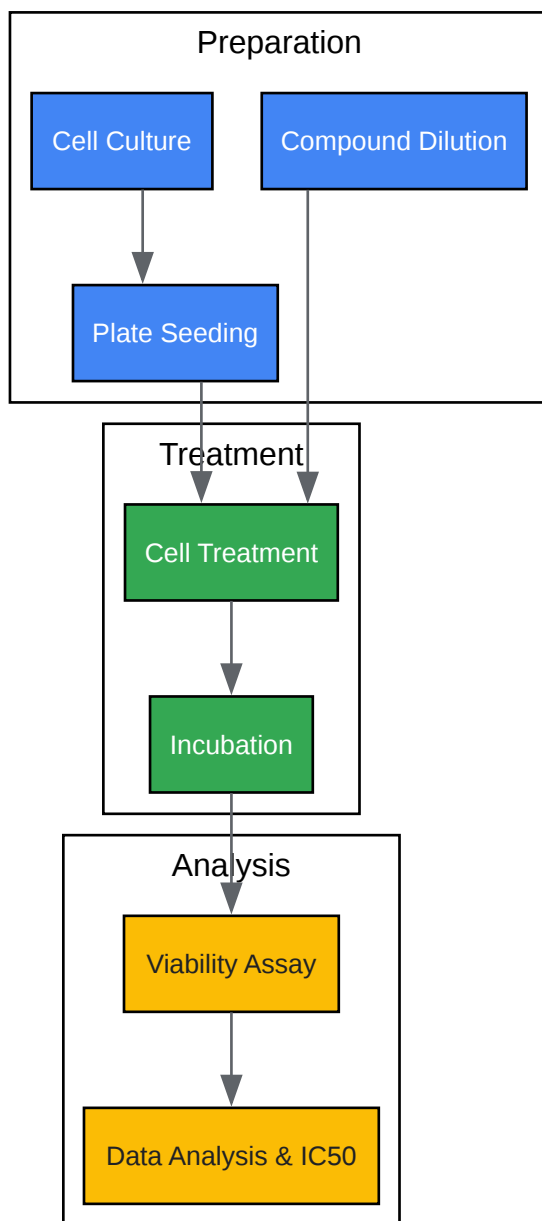 Preparation
Cell Culture
Compound Dilution
Plate Seeding
Treatment
Cell Treatment
Incubation
Analysis
Viability Assay
Data Analysis & IC50